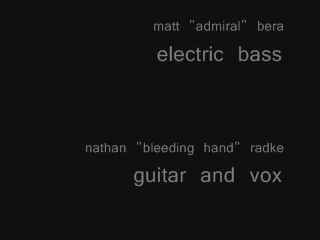 matt "admiral" bera
electric bass
nathan "bleeding hand" radke
guitar and vox